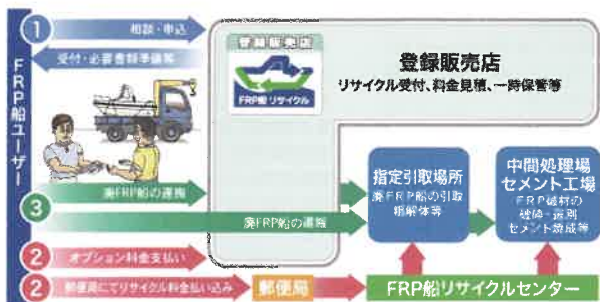 FRP船ユーザー
1
相談・申込
受付・必要書類準備等
登録販売店
FRP船リサイクル
登録販売店
リサイクル受付、料金見積、一時保管等
3
廃FRP船の運搬
廃FRP船の運搬
指定引取場所
廃FRP船の引取
粗解体等
中間処理場
セメント工場
FRP破材の
破砕・選別
セメント焼成等
2
オプション料金支払い
2
郵便局にてリサイクル料金払い込み
郵便局
FRP船リサイクルセンター